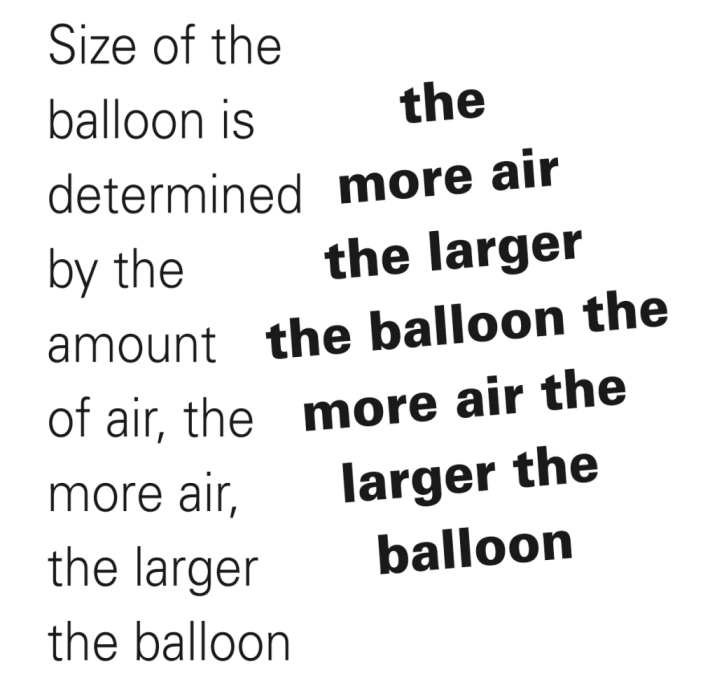 Size of the
balloon is
determined
by the
amount
of air, the
more air,
the larger
the balloon
the
more air
the larger
the balloon the
more air the
larger the
balloon